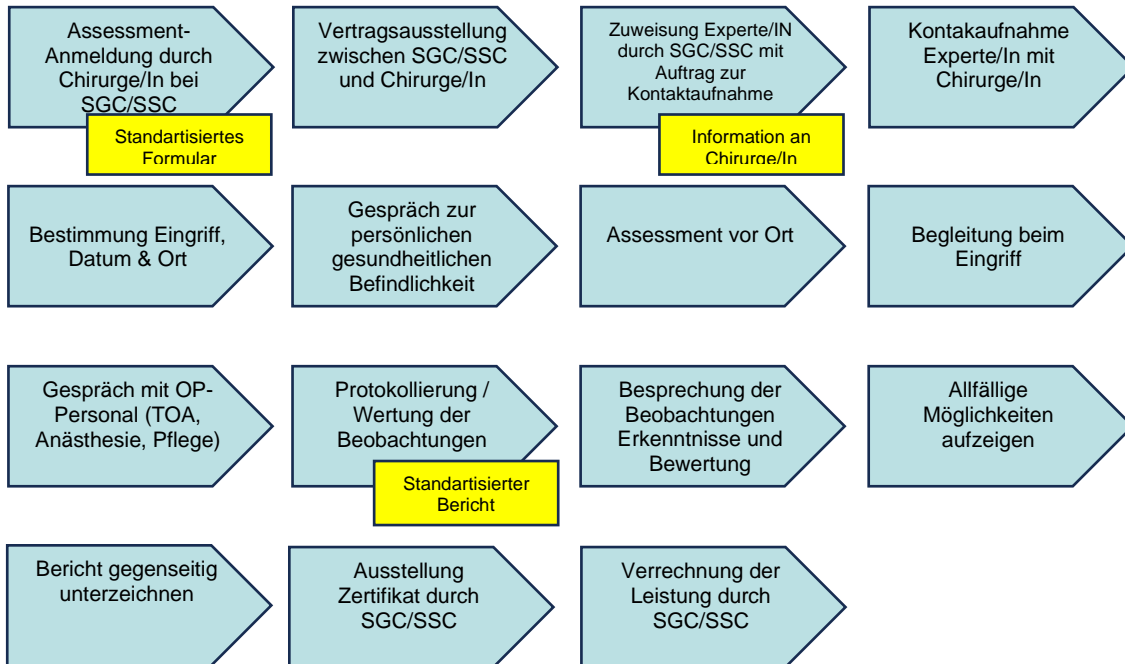 Assessment-
Anmeldung durch
Chirurge/In bei
SGC/SSC
Standartisiertes
Formular
Vertragsausstellung
zwischen SGC/SSC
und Chirurge/In
Zuweisung Experte/IN
durch SGC/SSC mit
Auftrag zur
Kontaktaufnahme
Information an
Chirurge/In
Kontakaufnahme
Experte/In mit
Chirurge/In
Bestimmung Eingriff,
Datum & Ort
Gespräch zur
persönlichen
gesundheitlichen
Befindlichkeit
Assessment vor Ort
Begleitung beim
Eingriff
Gespräch mit OP-
Personal (TOA,
Anästhesie, Pflege)
Protokollierung /
Wertung der
Beobachtungen
Standartisierter
Bericht
Besprechung der
Beobachtungen
Erkenntnisse und
Bewertung
Allfällige
Möglichkeiten
aufzeigen
Bericht gegenseitig
unterzeichnen
Ausstellung
Zertifikat durch
SGC/SSC
Verrechnung der
Leistung durch
SGC/SSC